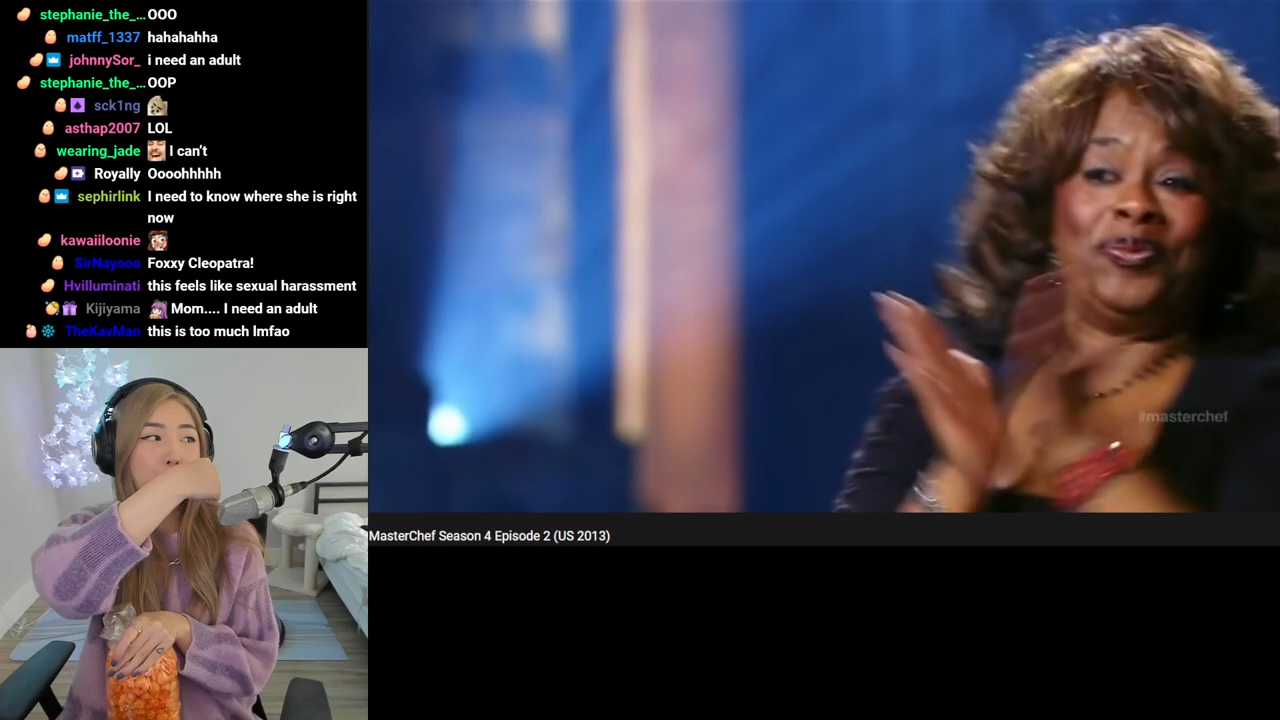 stephanie_the_... OOO
matff_1337 hahahahha
johnnySor_ i need an adult
stephanie_the_... OOP
sck1ng
asthap2007 LOL
wearing_jade I can't
Royally Ooohhhhh
sephirlink I need to know where she is right
now
kawaiiloonie
SirNayooo Foxxy Cleopatra!
Hvilluminati this feels like sexual harassment
Kijiyama Mom.... I need an adult
TheKavMan this is too much lmfao
#masterchef
MasterChef Season 4 Episode 2 (US 2013)